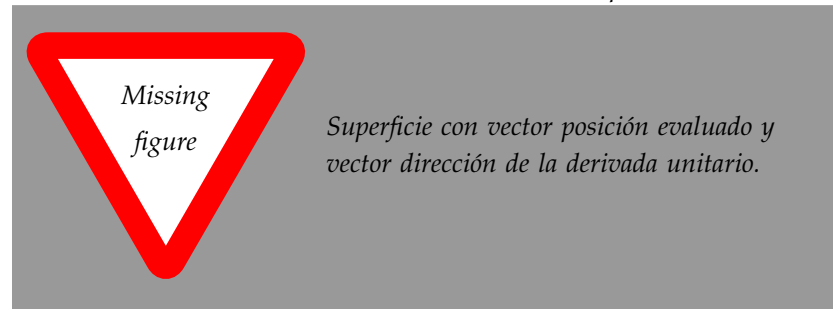 Missing
figure
Superficie con vector posición evaluado y
vector dirección de la derivada unitario.